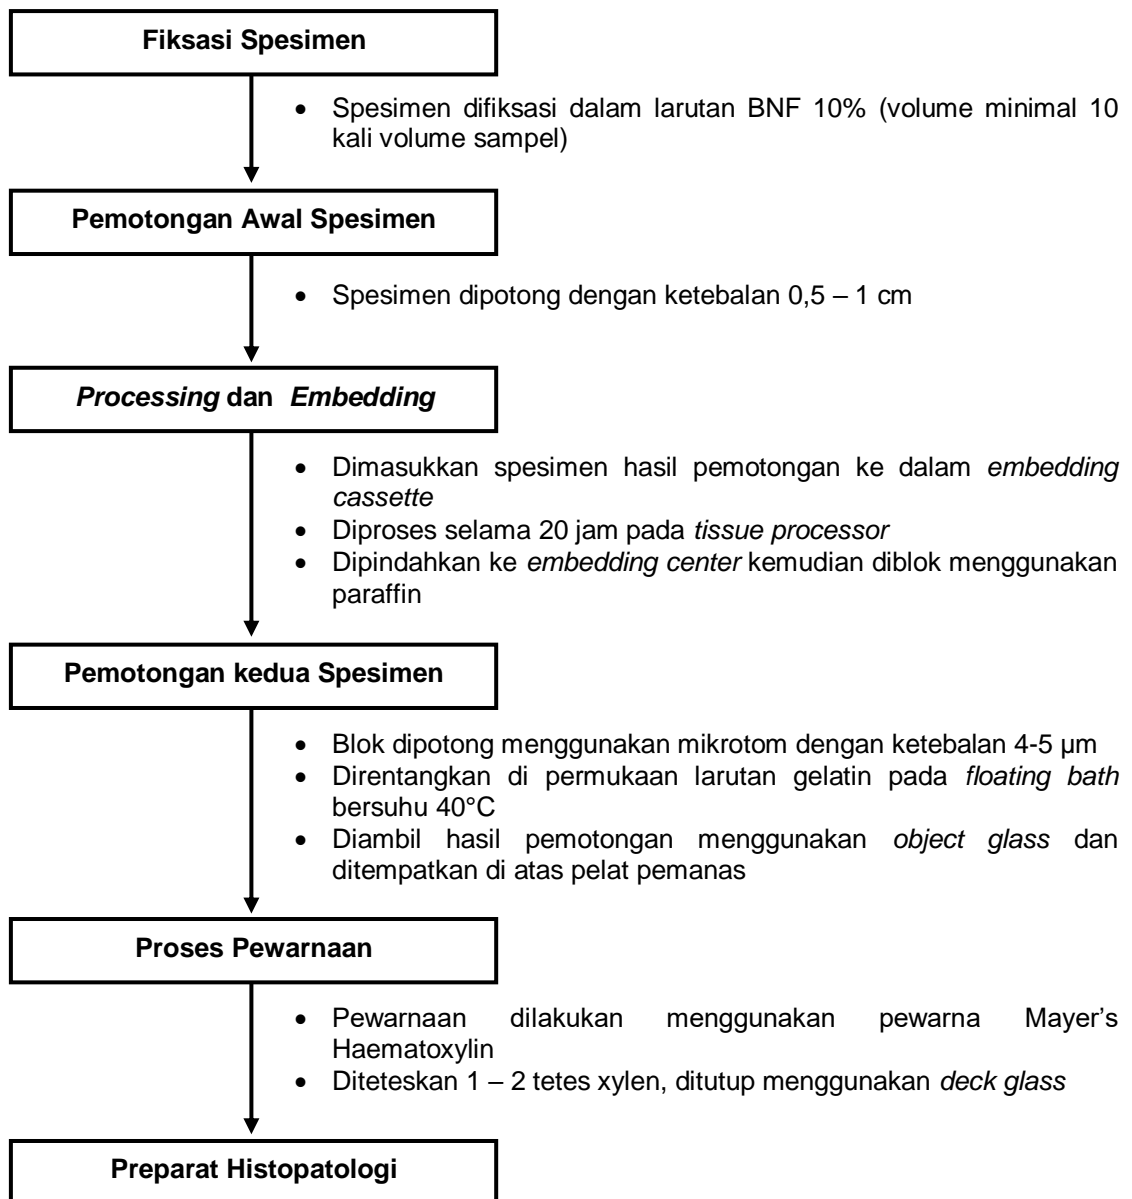 Fiksasi Spesimen
• Spesimen difiksasi dalam larutan BNF 10% (volume minimal 10
kali volume sampel)
Pemotongan Awal Spesimen
• Spesimen dipotong dengan ketebalan 0,5 – 1 cm
Processing dan Embedding
• Dimasukkan spesimen hasil pemotongan ke dalam embedding
cassette
• Diproses selama 20 jam pada tissue processor
• Dipindahkan ke embedding center kemudian diblok menggunakan
paraffin
Pemotongan kedua Spesimen
• Blok dipotong menggunakan mikrotom dengan ketebalan 4-5 µm
• Direntangkan di permukaan larutan gelatin pada floating bath
bersuhu 40°C
• Diambil hasil pemotongan menggunakan object glass dan
ditempatkan di atas pelat pemanas
Proses Pewarnaan
• Pewarnaan dilakukan menggunakan pewarna Mayer’s
Haematoxylin
• Diteteskan 1 – 2 tetes xylen, ditutup menggunakan deck glass
Preparat Histopatologi